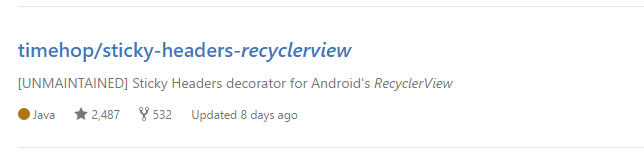 timehop/sticky-headers-recyclerview
[UNMAINTAINED] Sticky Headers decorator for Android's RecyclerView
Java 2,487 532 Updated 8 days ago